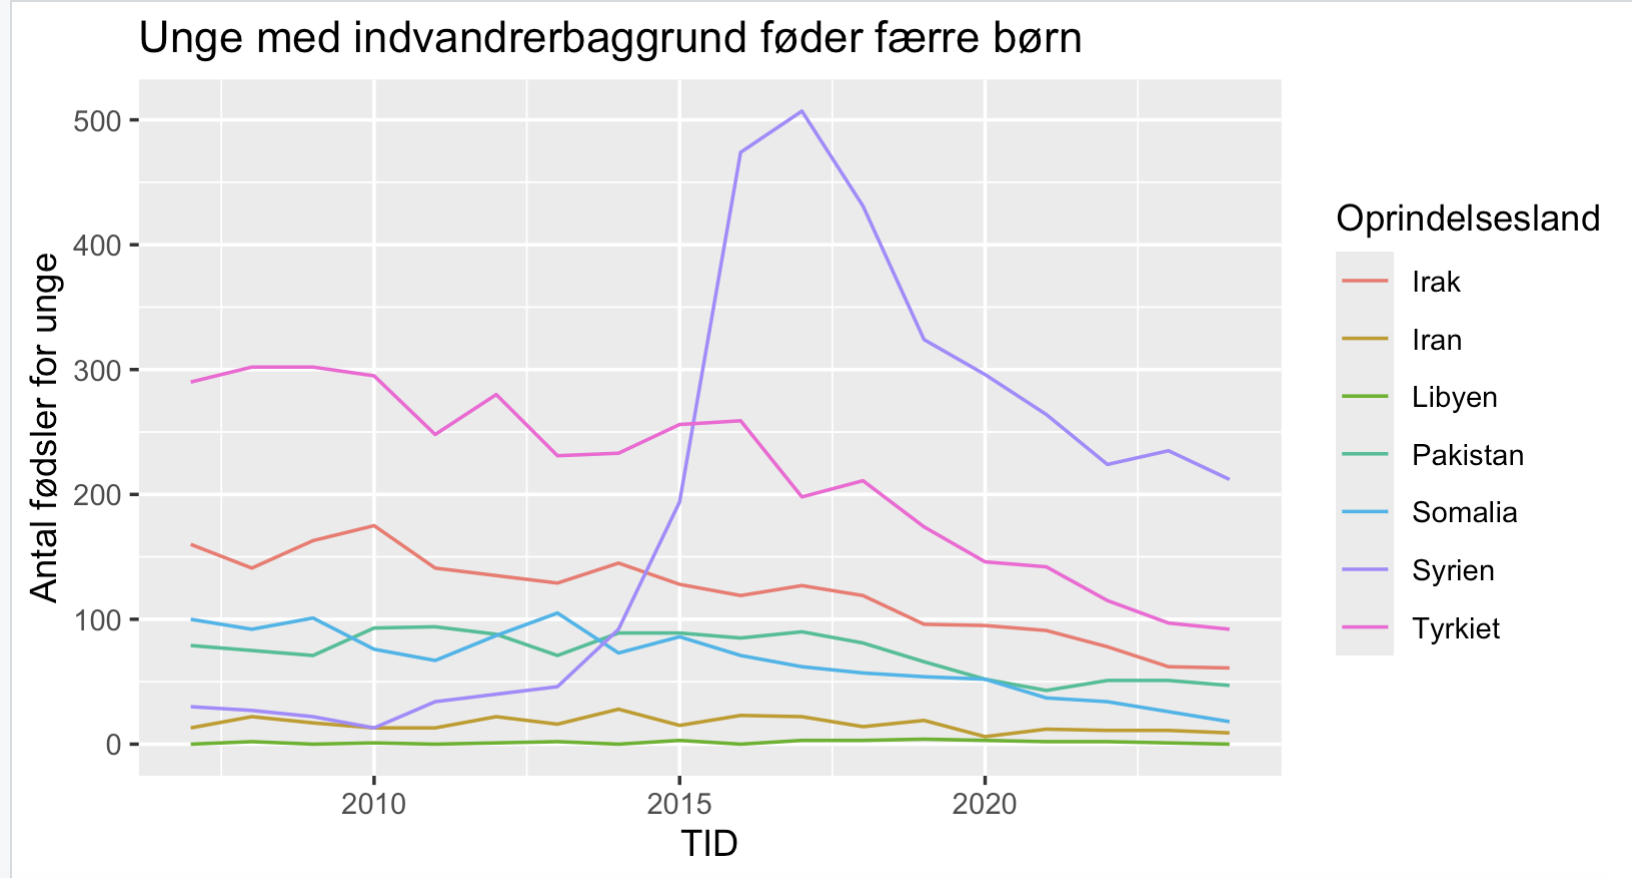 Unge med indvandrerbaggrund føder færre børn
Antal fødsler for unge
500
400
300
200
100
0
2010
2015
2020
TID
Oprindelsesland
Irak
Iran
Libyen
Pakistan
Somalia
Syrien
Tyrkiet